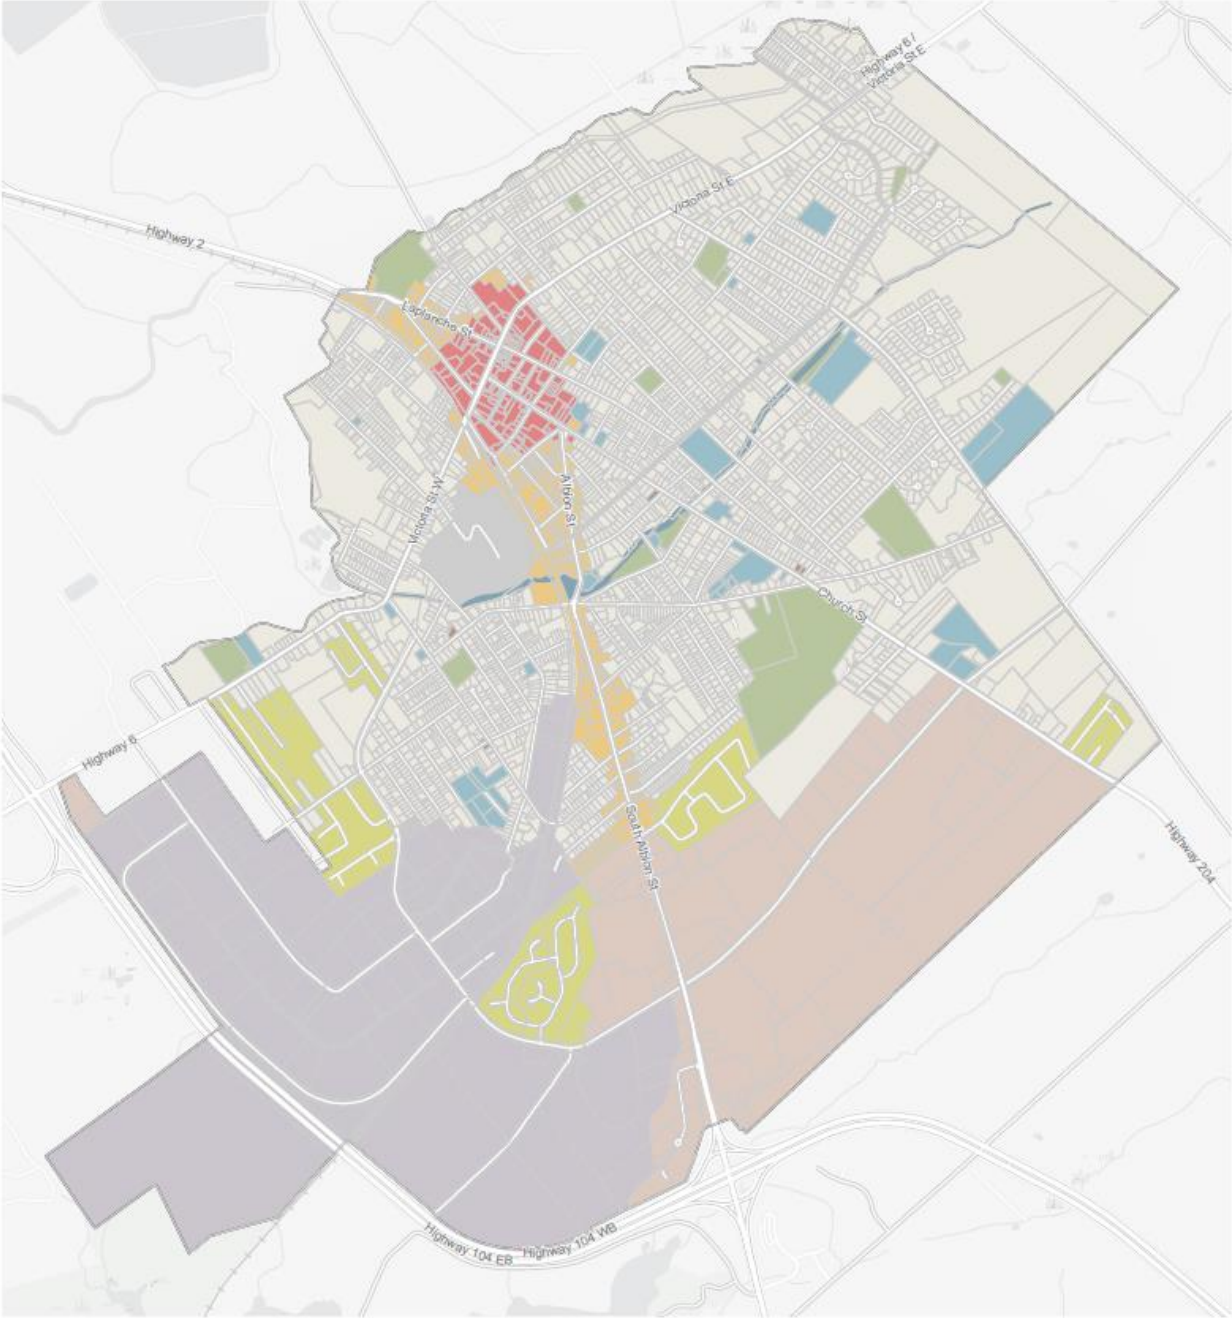 Highway 6 /
Victoria St E
Victoria St E
Highway 2
Laplanche St
Albion St
Victoria St W
Church St
Highway 6
South Albion St
Highway 204
Highway 104 EB
Highway 104 WB